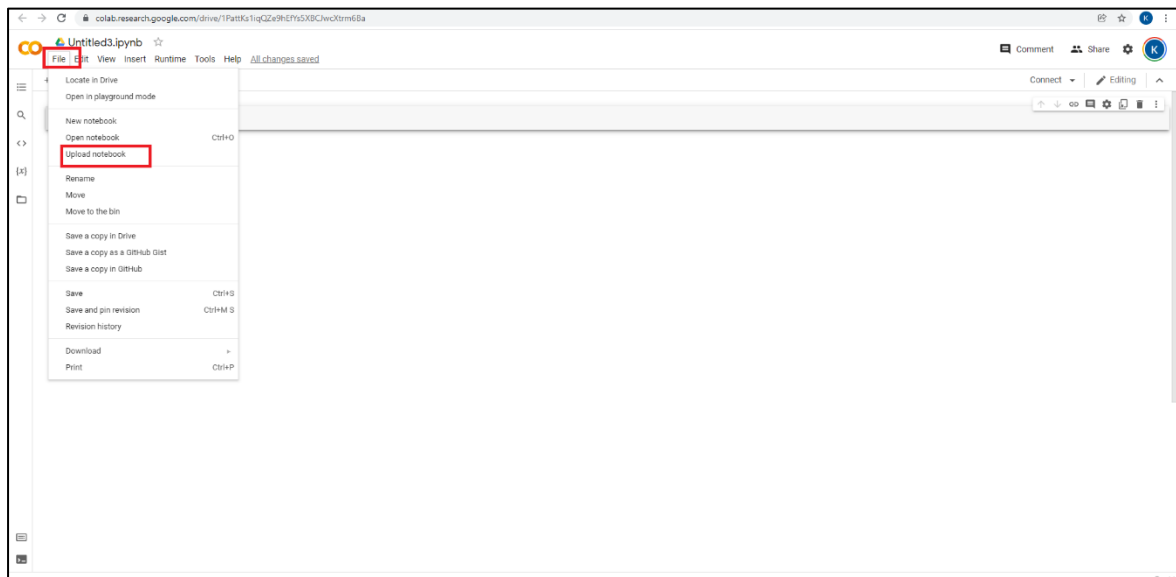 colab.research.google.com/drive/1PattKs1iqQZe9hEfYs5XBCJwcXtrm6Ba
K
CO
Untitled3.ipynb
Comment
Share
K
File Edit View Insert Runtime Tools Help All changes saved
Locate in Drive
Connect
Editing
Open in playground mode
New notebook
Open notebook Ctrl+O
Upload notebook
{x}
Rename
Move
Move to the bin
Save a copy in Drive
Save a copy as a GitHub Gist
Save a copy in GitHub
Save Ctrl+S
Save and pin revision Ctrl+M S
Revision history
Download
Print Ctrl+P